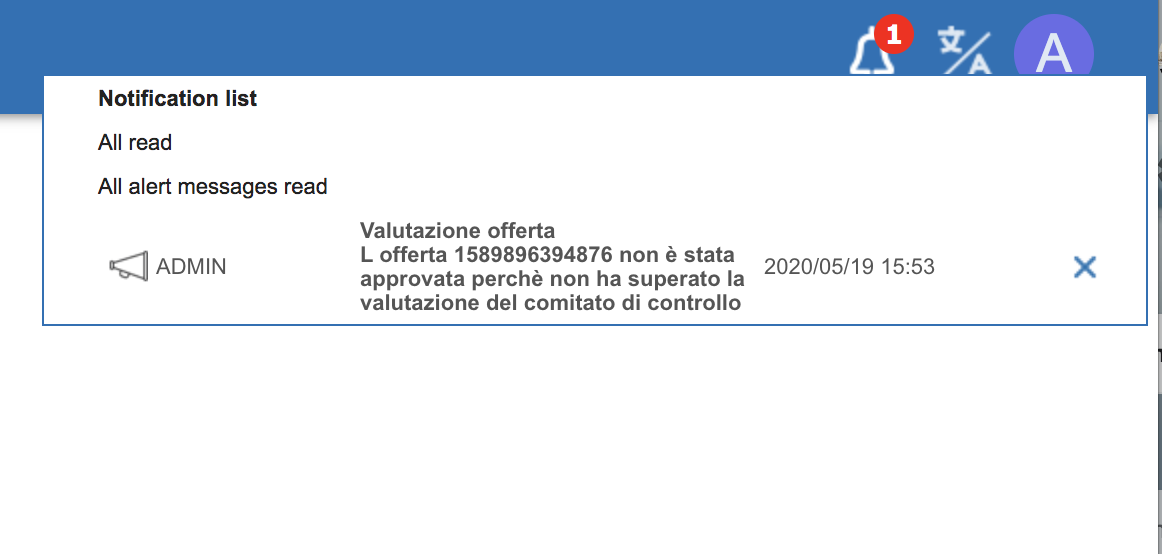 1
文/A
A
Notification list
All read
All alert messages read
ADMIN
Valutazione offerta
L offerta 1589896394876 non è stata
approvata perchè non ha superato la
valutazione del comitato di controllo
2020/05/19 15:53